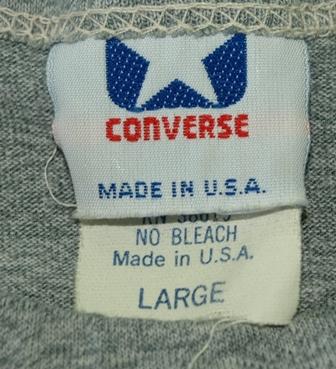 CONVERSE
MADE IN U.S.A.
NO BLEACH
Made in U.S.A.
LARGE